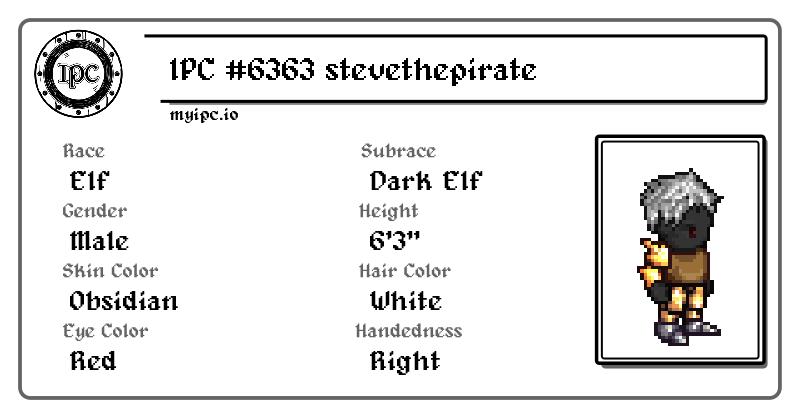 IPC
IPC #6363 stevethepirate
myipc.io
Race
Subrace
Elf
Dark Elf
Gender
Height
Male
6'3"
Skin Color
Hair Color
Obsidian
White
Eye Color
Handedness
Red
Right